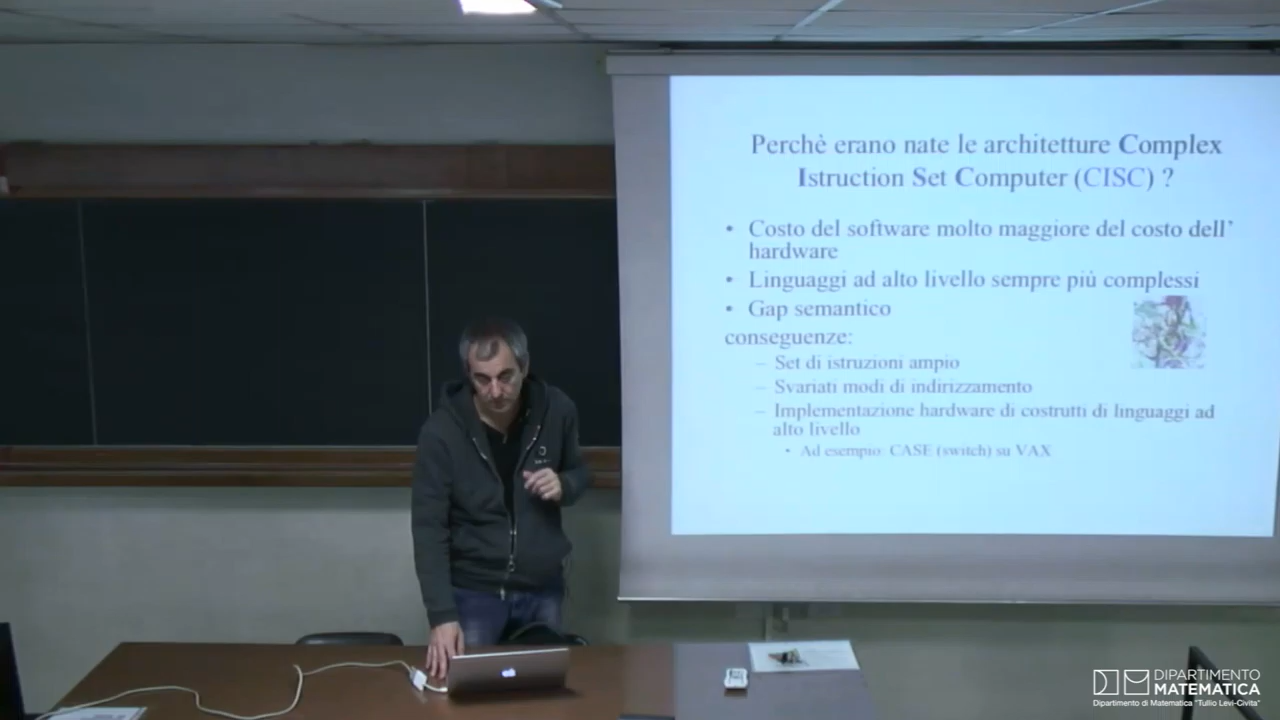 Perchè erano nate le architetture Complex
Istruction Set Computer (CISC) ?
• Costo del software molto maggiore del costo dell'
hardware
• Linguaggi ad alto livello sempre più complessi
• Gap semantico
conseguenze:
– Set di istruzioni ampio
– Svariati modi di indirizzamento
– Implementazione hardware di costrutti di linguaggi ad
alto livello
• Ad esempio: CASE (switch) su VAX
DIPARTIMENTO
MATEMATICA
Dipartimento di Matematica "Tullio Levi-Civita"